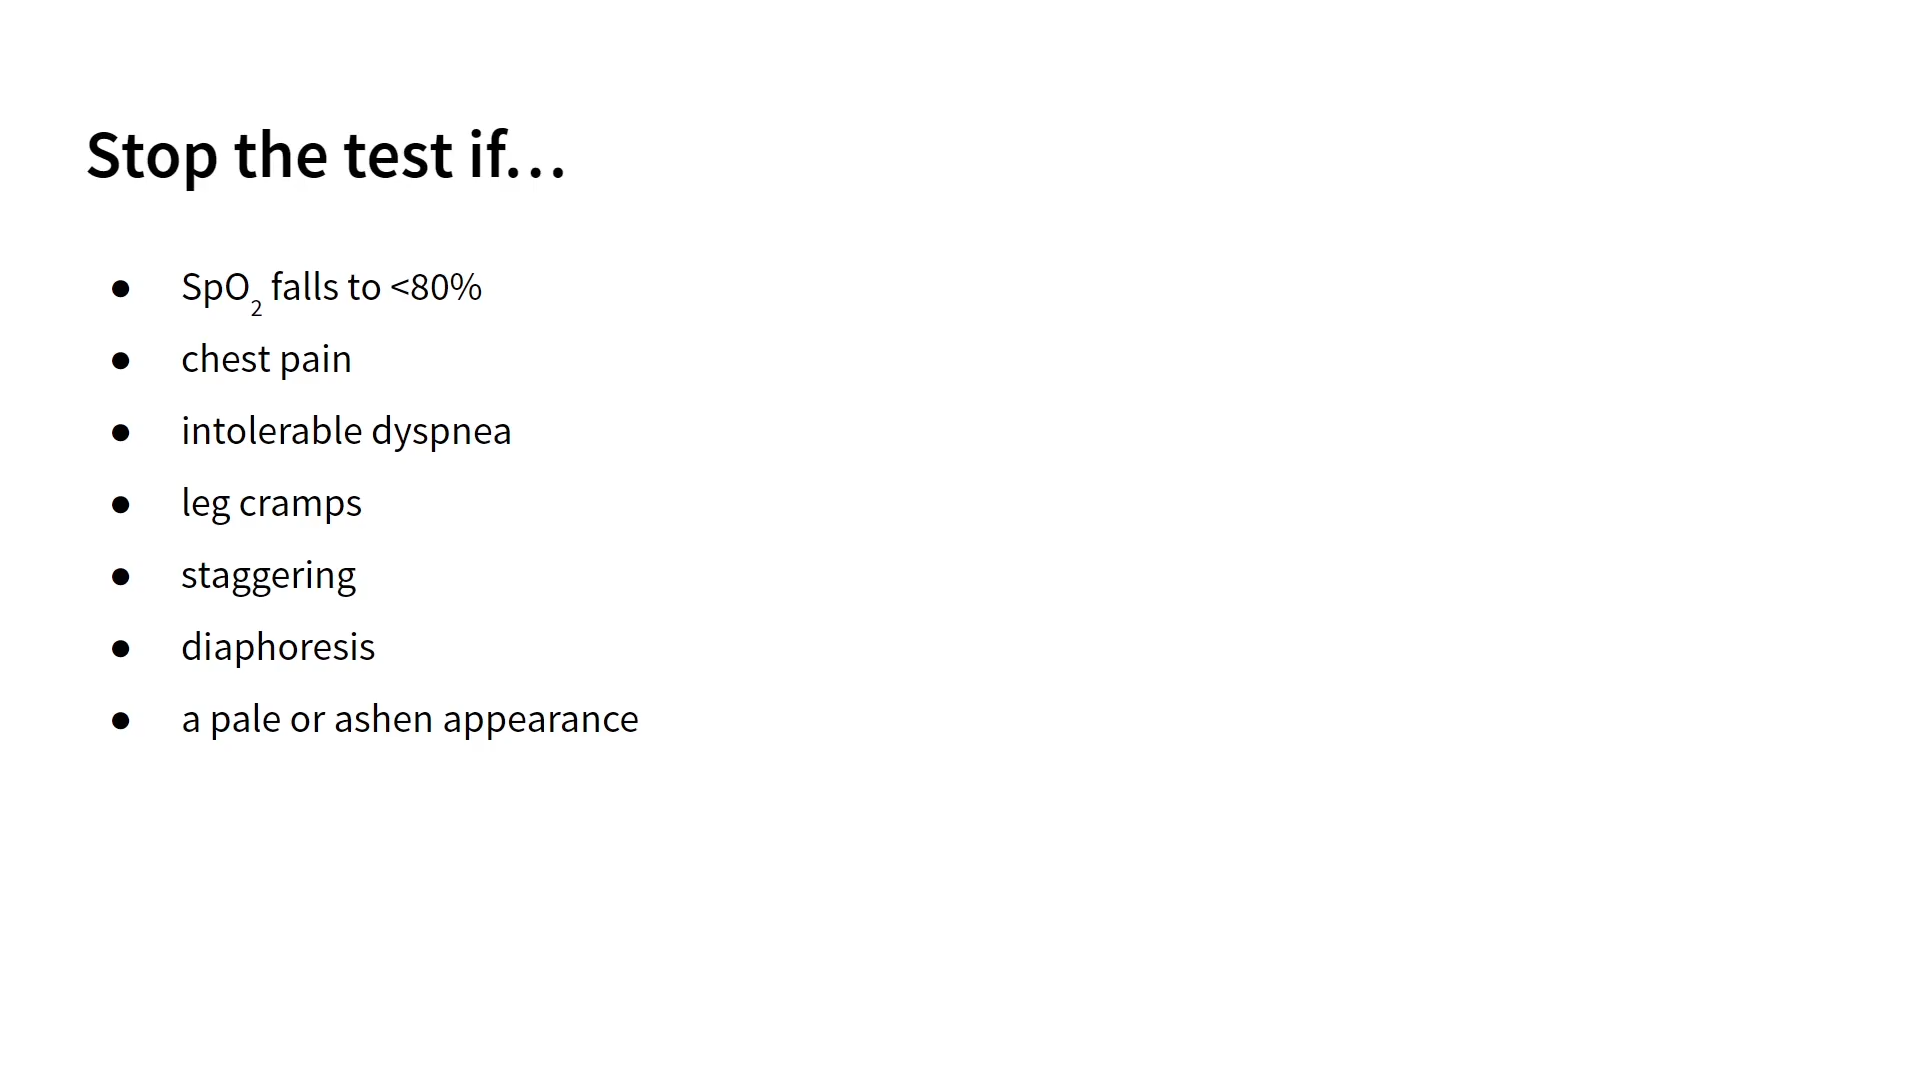 Stop the test if…
● SpO₂ falls to <80%
● chest pain
● intolerable dyspnea
● leg cramps
● staggering
● diaphoresis
● a pale or ashen appearance